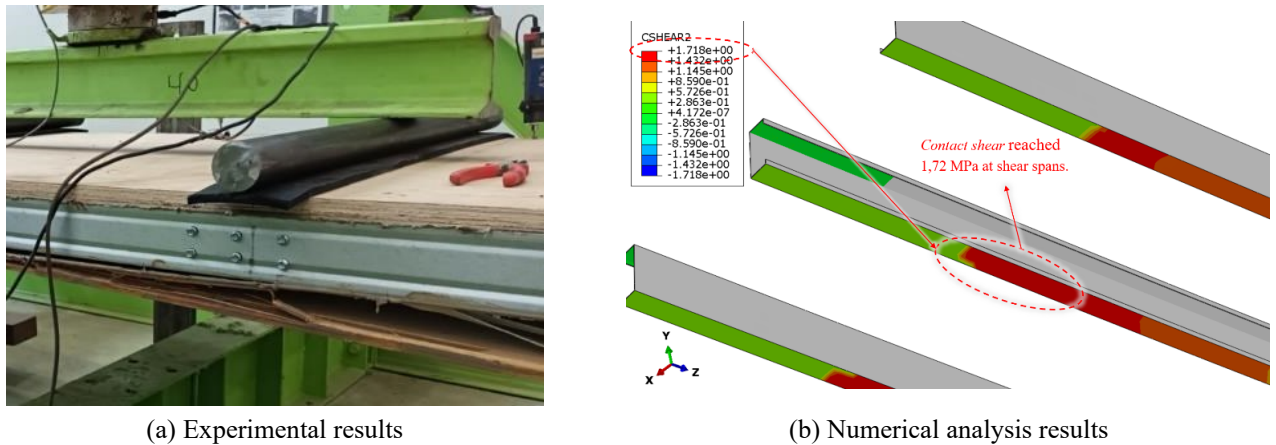 40
CSHEAR2
+1.718e+00
+1.432e+00
+1.145e+00
+8.590e-01
+5.726e-01
+2.863e-01
+4.172e-07
-2.863e-01
-5.726e-01
-8.590e-01
-1.145e+00
-1.432e+00
-1.718e+00
Contact shear reached
1,72 MPa at shear spans.
Y
X
Z
(a) Experimental results
(b) Numerical analysis results